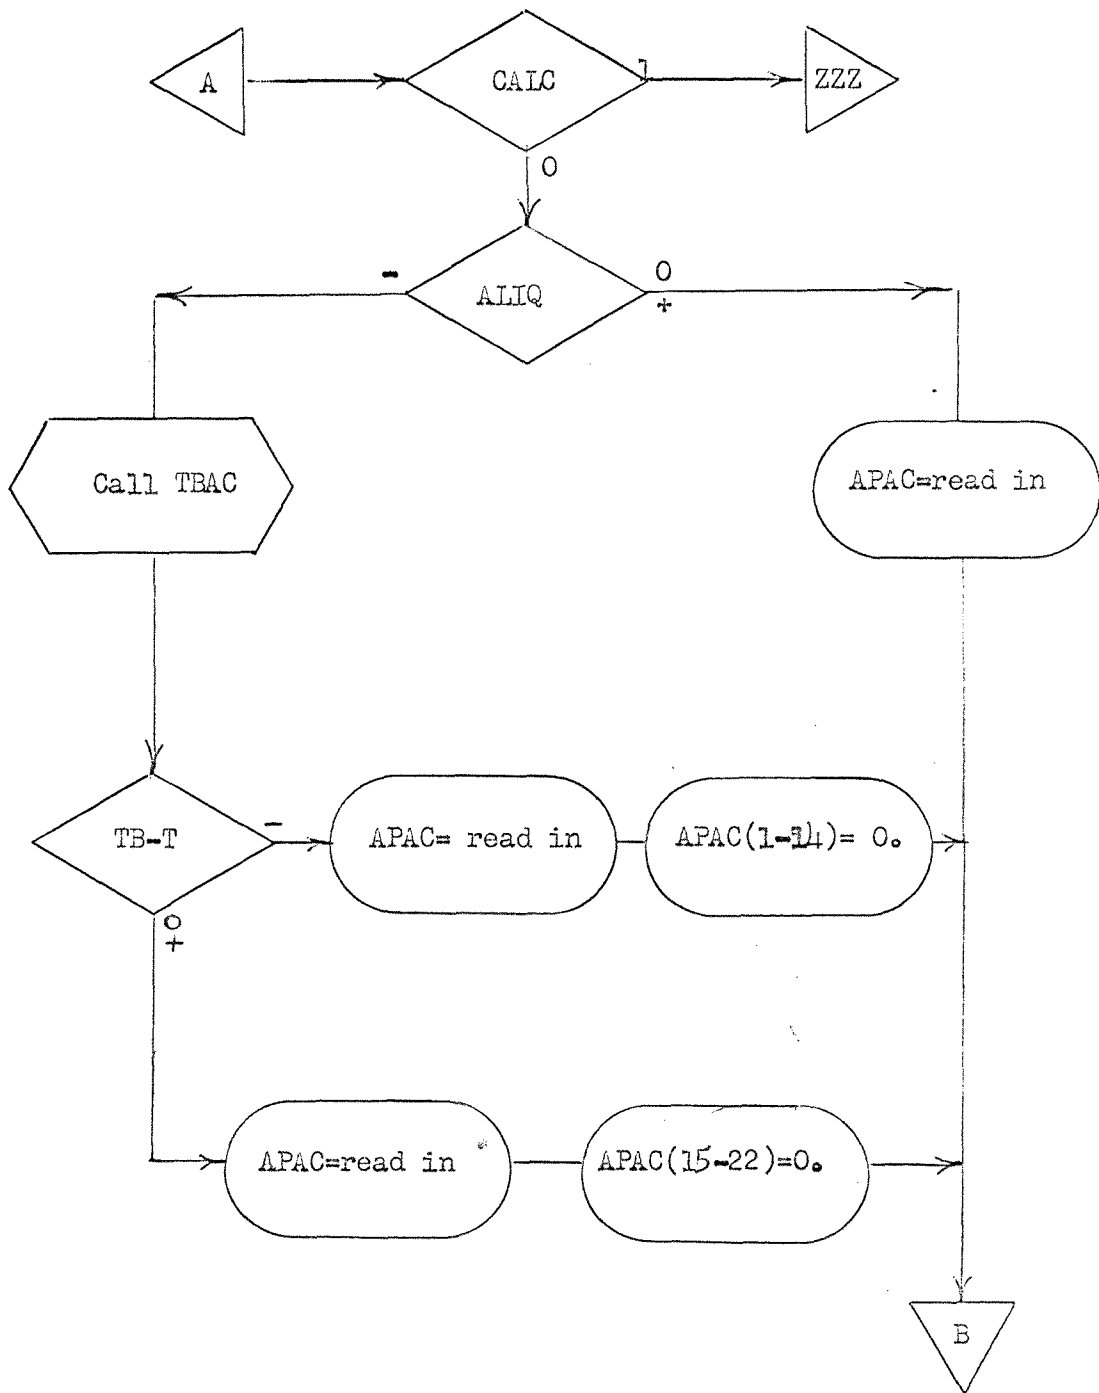 A
CALC
1
ZZZ
0
-
ALIQ
0
+
Call TBAC
APAC=read in
TB-T
-
APAC= read in
APAC(1-14)= 0.
0
+
APAC=read in
APAC(15-22)=0.
B